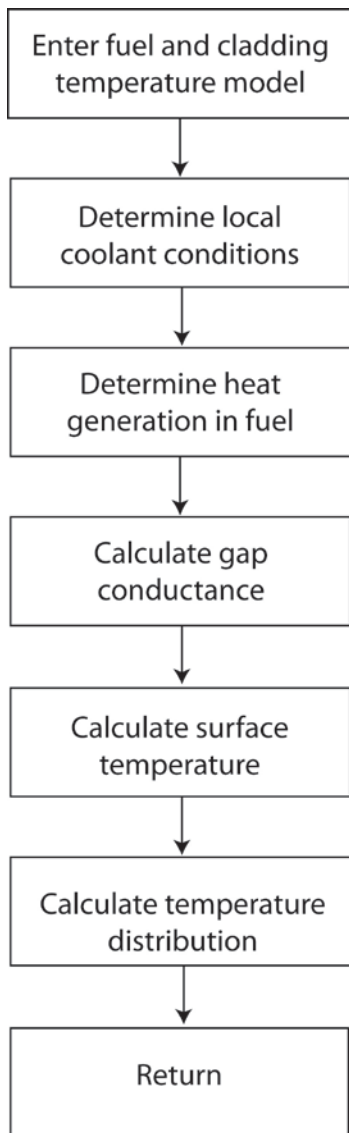 Enter fuel and cladding
temperature model
Determine local
coolant conditions
Determine heat
generation in fuel
Calculate gap
conductance
Calculate surface
temperature
Calculate temperature
distribution
Return